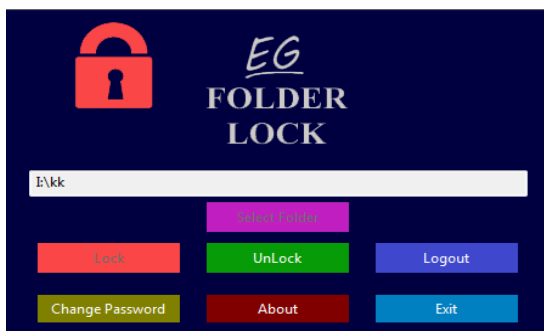 EG
FOLDER
LOCK
I:\kk
Select Folder
Lock
UnLock
Logout
Change Password
About
Exit